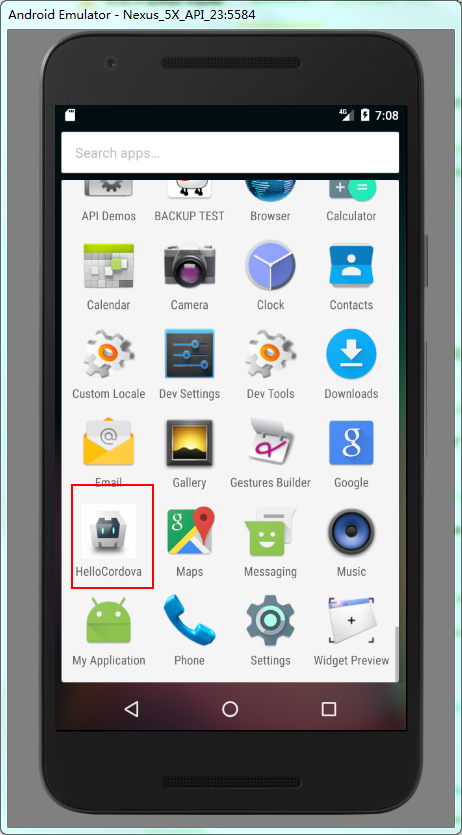 Android Emulator - Nexus_5X_API_23:5584
4G 7:08
Search apps...
API Demos BACKUP TEST Browser Calculator
Calendar Camera Clock Contacts
Custom Locale Dev Settings Dev Tools Downloads
Email Gallery Gestures Builder Google
HelloCordova Maps Messaging Music
My Application Phone Settings Widget Preview